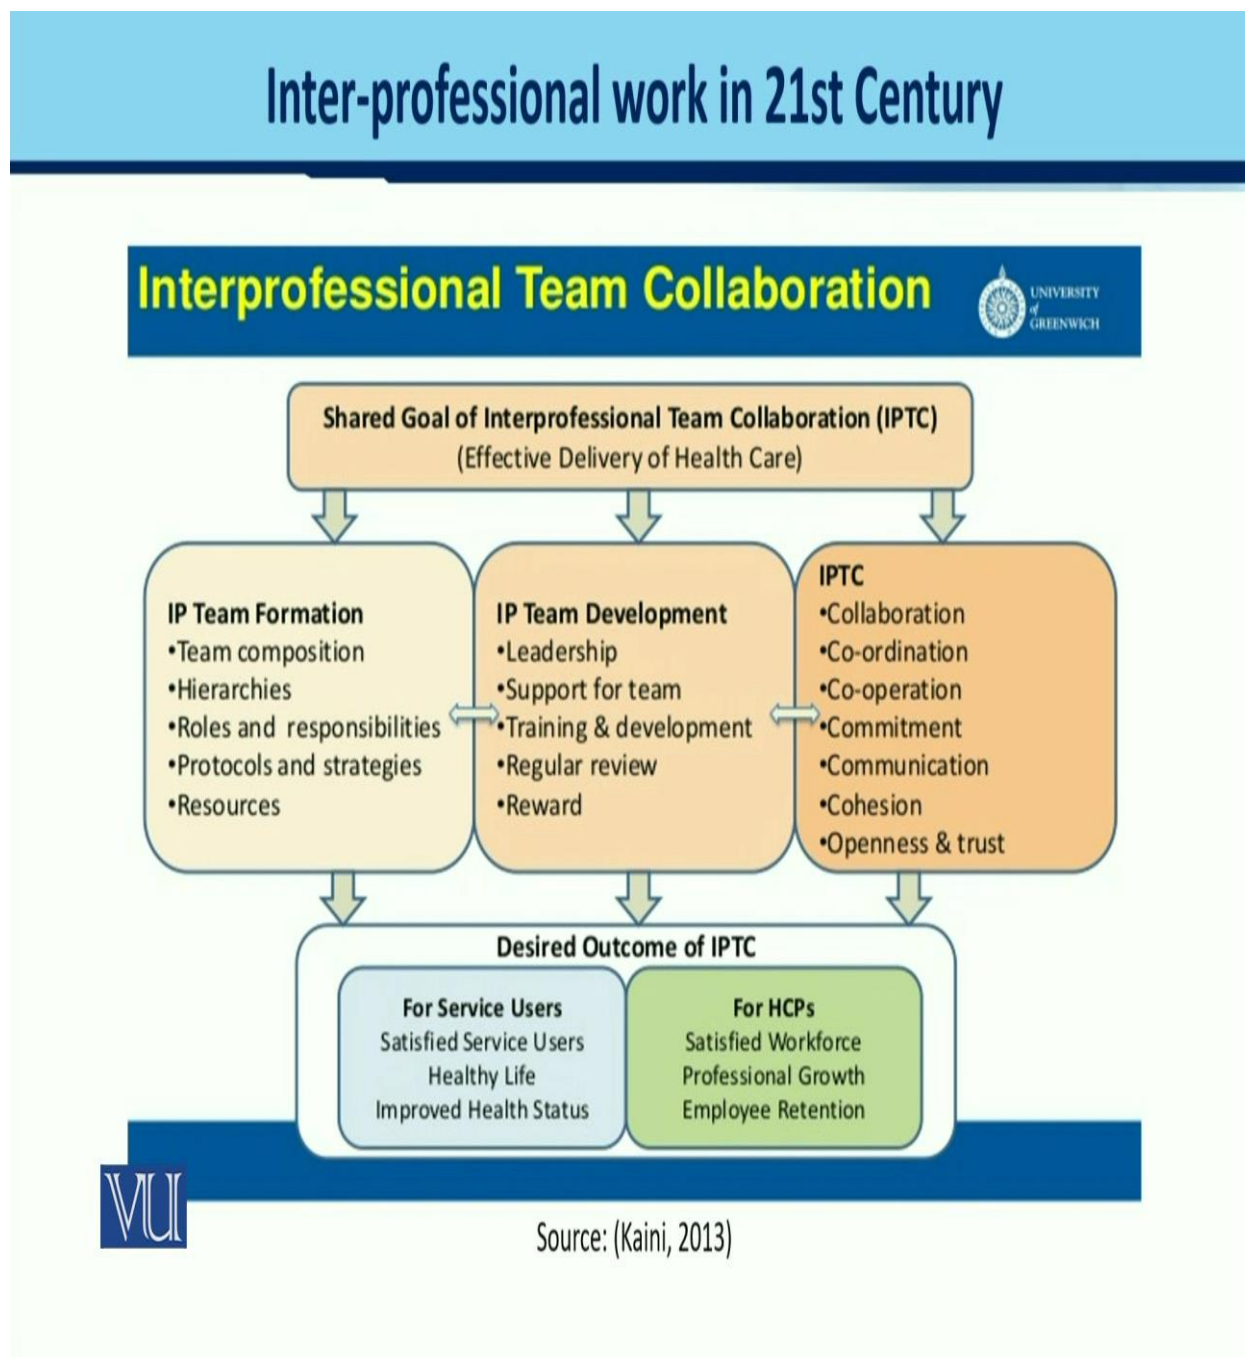 Inter-professional work in 21st Century
Interprofessional Team Collaboration
UNIVERSITY
of
GREENWICH
Shared Goal of Interprofessional Team Collaboration (IPTC)
(Effective Delivery of Health Care)
IP Team Formation
•Team composition
•Hierarchies
•Roles and responsibilities
•Protocols and strategies
•Resources
IP Team Development
•Leadership
•Support for team
•Training & development
•Regular review
•Reward
IPTC
•Collaboration
•Co-ordination
•Co-operation
•Commitment
•Communication
•Cohesion
•Openness & trust
Desired Outcome of IPTC
For Service Users
Satisfied Service Users
Healthy Life
Improved Health Status
For HCPs
Satisfied Workforce
Professional Growth
Employee Retention
VU
Source: (Kaini, 2013)